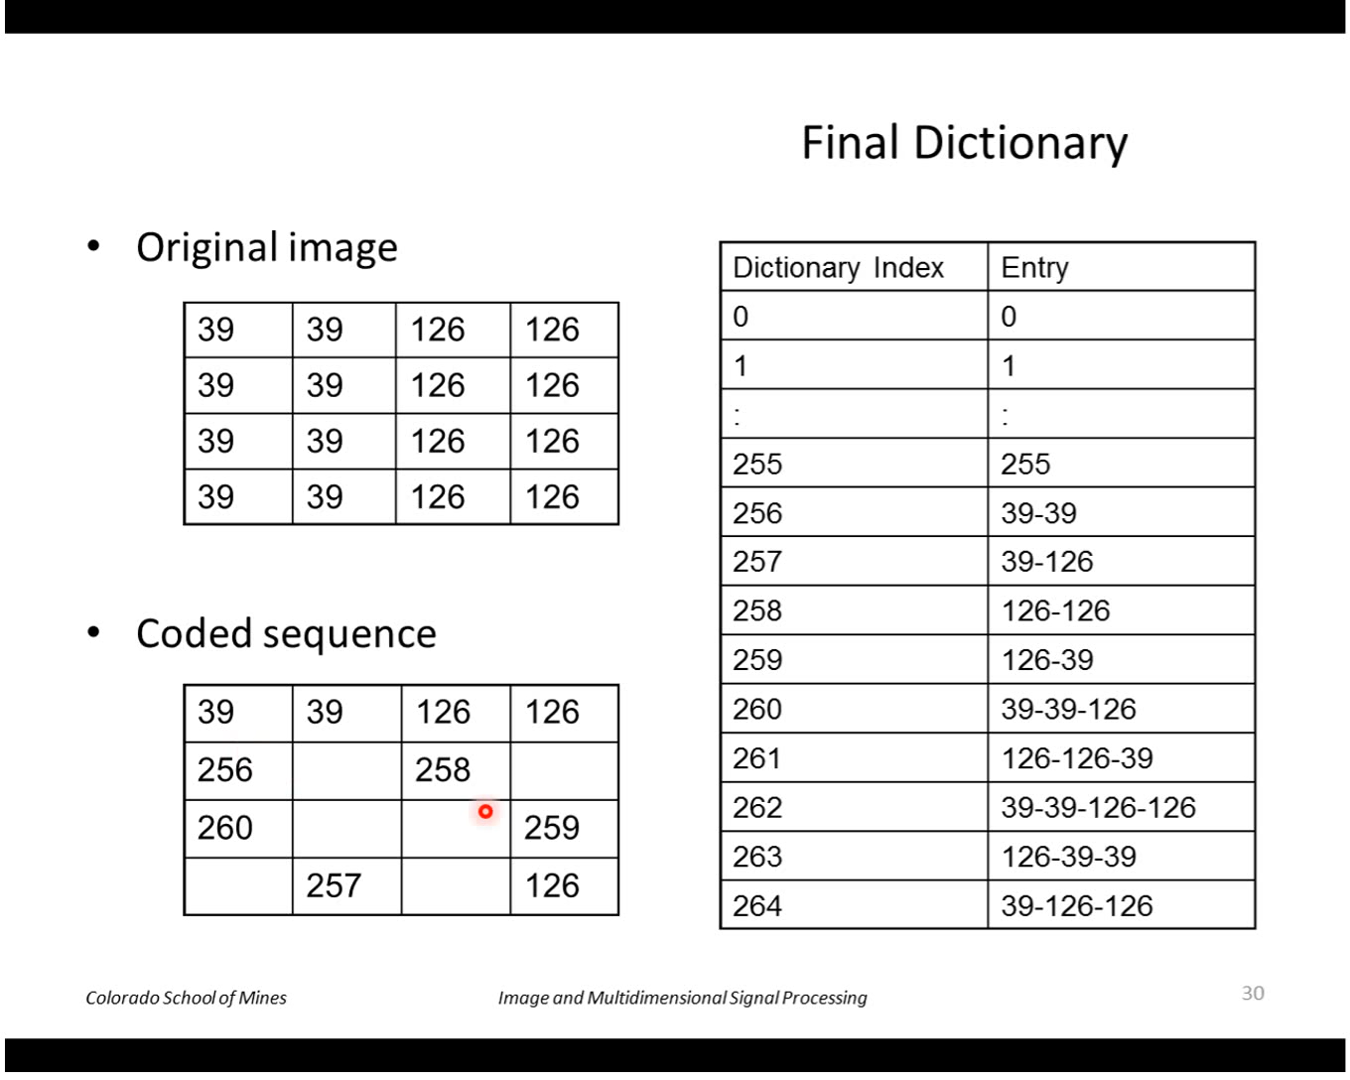 Final Dictionary
• Original image
39 39 126 126
39 39 126 126
39 39 126 126
39 39 126 126
• Coded sequence
39 39 126 126
256 258
260 259
257 126
Dictionary Index Entry
0 0
1 1
: :
255 255
256 39-39
257 39-126
258 126-126
259 126-39
260 39-39-126
261 126-126-39
262 39-39-126-126
263 126-39-39
264 39-126-126
Colorado School of Mines
Image and Multidimensional Signal Processing
30